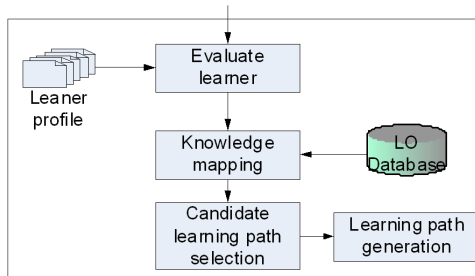 Evaluate
learner
Leaner
profile
Knowledge
mapping
LO
Database
Candidate
learning path
selection
Learning path
generation